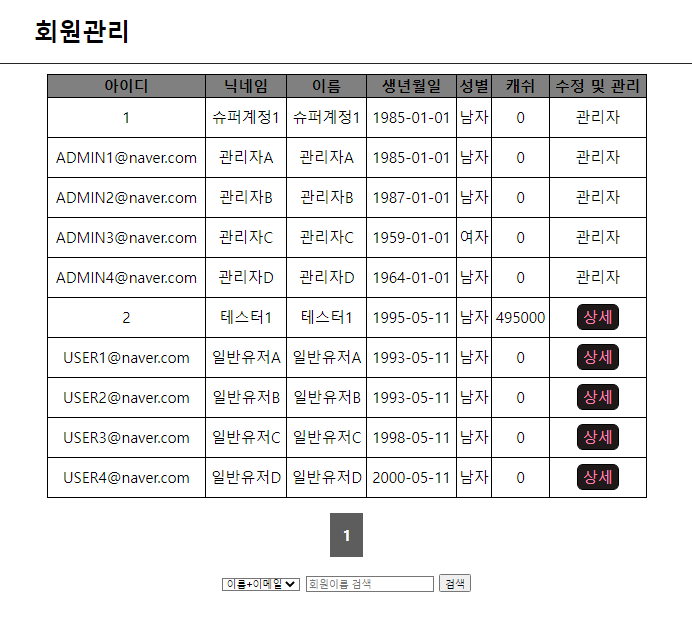 회원관리
아이디 닉네임 이름 생년월일 성별 캐쉬 수정 및 관리
1 슈퍼계정1 슈퍼계정1 1985-01-01 남자 0 관리자
ADMIN1@naver.com 관리자A 관리자A 1985-01-01 남자 0 관리자
ADMIN2@naver.com 관리자B 관리자B 1987-01-01 남자 0 관리자
ADMIN3@naver.com 관리자C 관리자C 1959-01-01 여자 0 관리자
ADMIN4@naver.com 관리자D 관리자D 1964-01-01 남자 0 관리자
2 테스터1 테스터1 1995-05-11 남자 495000 상세
USER1@naver.com 일반유저A 일반유저A 1993-05-11 남자 0 상세
USER2@naver.com 일반유저B 일반유저B 1993-05-11 남자 0 상세
USER3@naver.com 일반유저C 일반유저C 1998-05-11 남자 0 상세
USER4@naver.com 일반유저D 일반유저D 2000-05-11 남자 0 상세
1
이름+이메일 회원이름 검색 검색